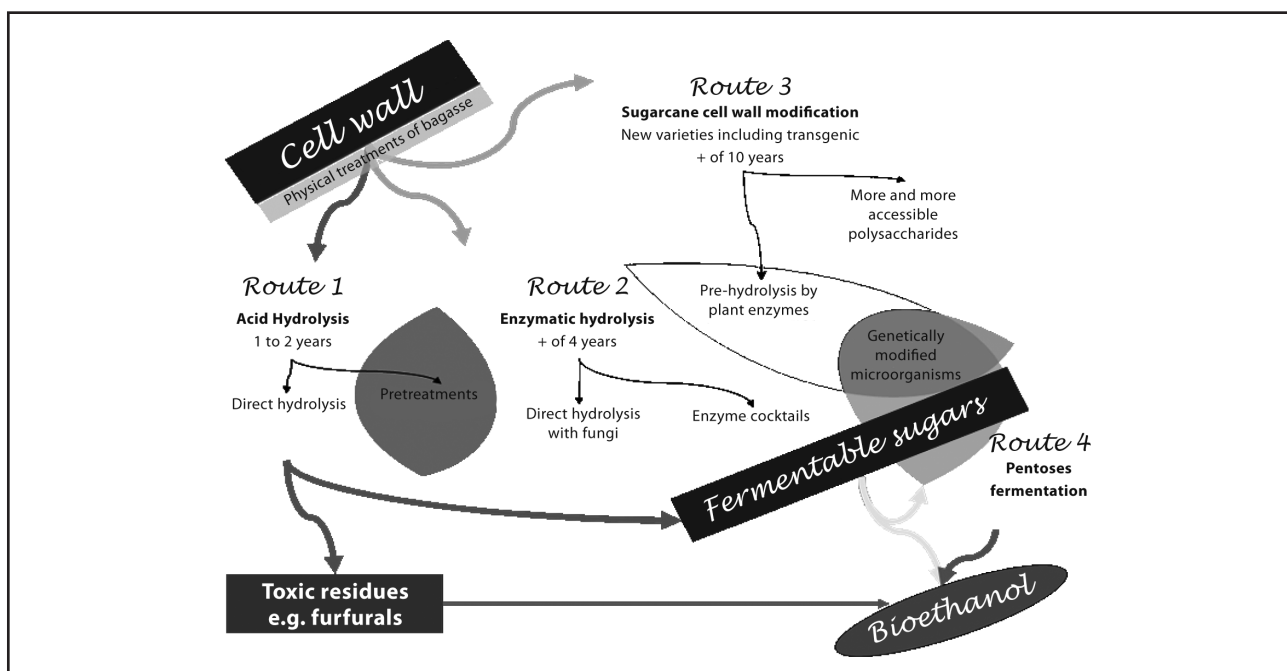 Cell wall
Physical treatments of bagasse
Route 3
Sugarcane cell wall modification
New varieties including transgenic
+ of 10 years
More and more
accessible
polysaccharides
Pre-hydrolysis by
plant enzymes
Route 1
Acid Hydrolysis
1 to 2 years
Direct hydrolysis
Pretreatments
Route 2
Enzymatic hydrolysis
+ of 4 years
Direct hydrolysis
with fungi
Enzyme cocktails
Genetically
modified
microorganisms
Fermentable sugars
Route 4
Pentoses
fermentation
Toxic residues
e.g. furfurals
Bioethanol